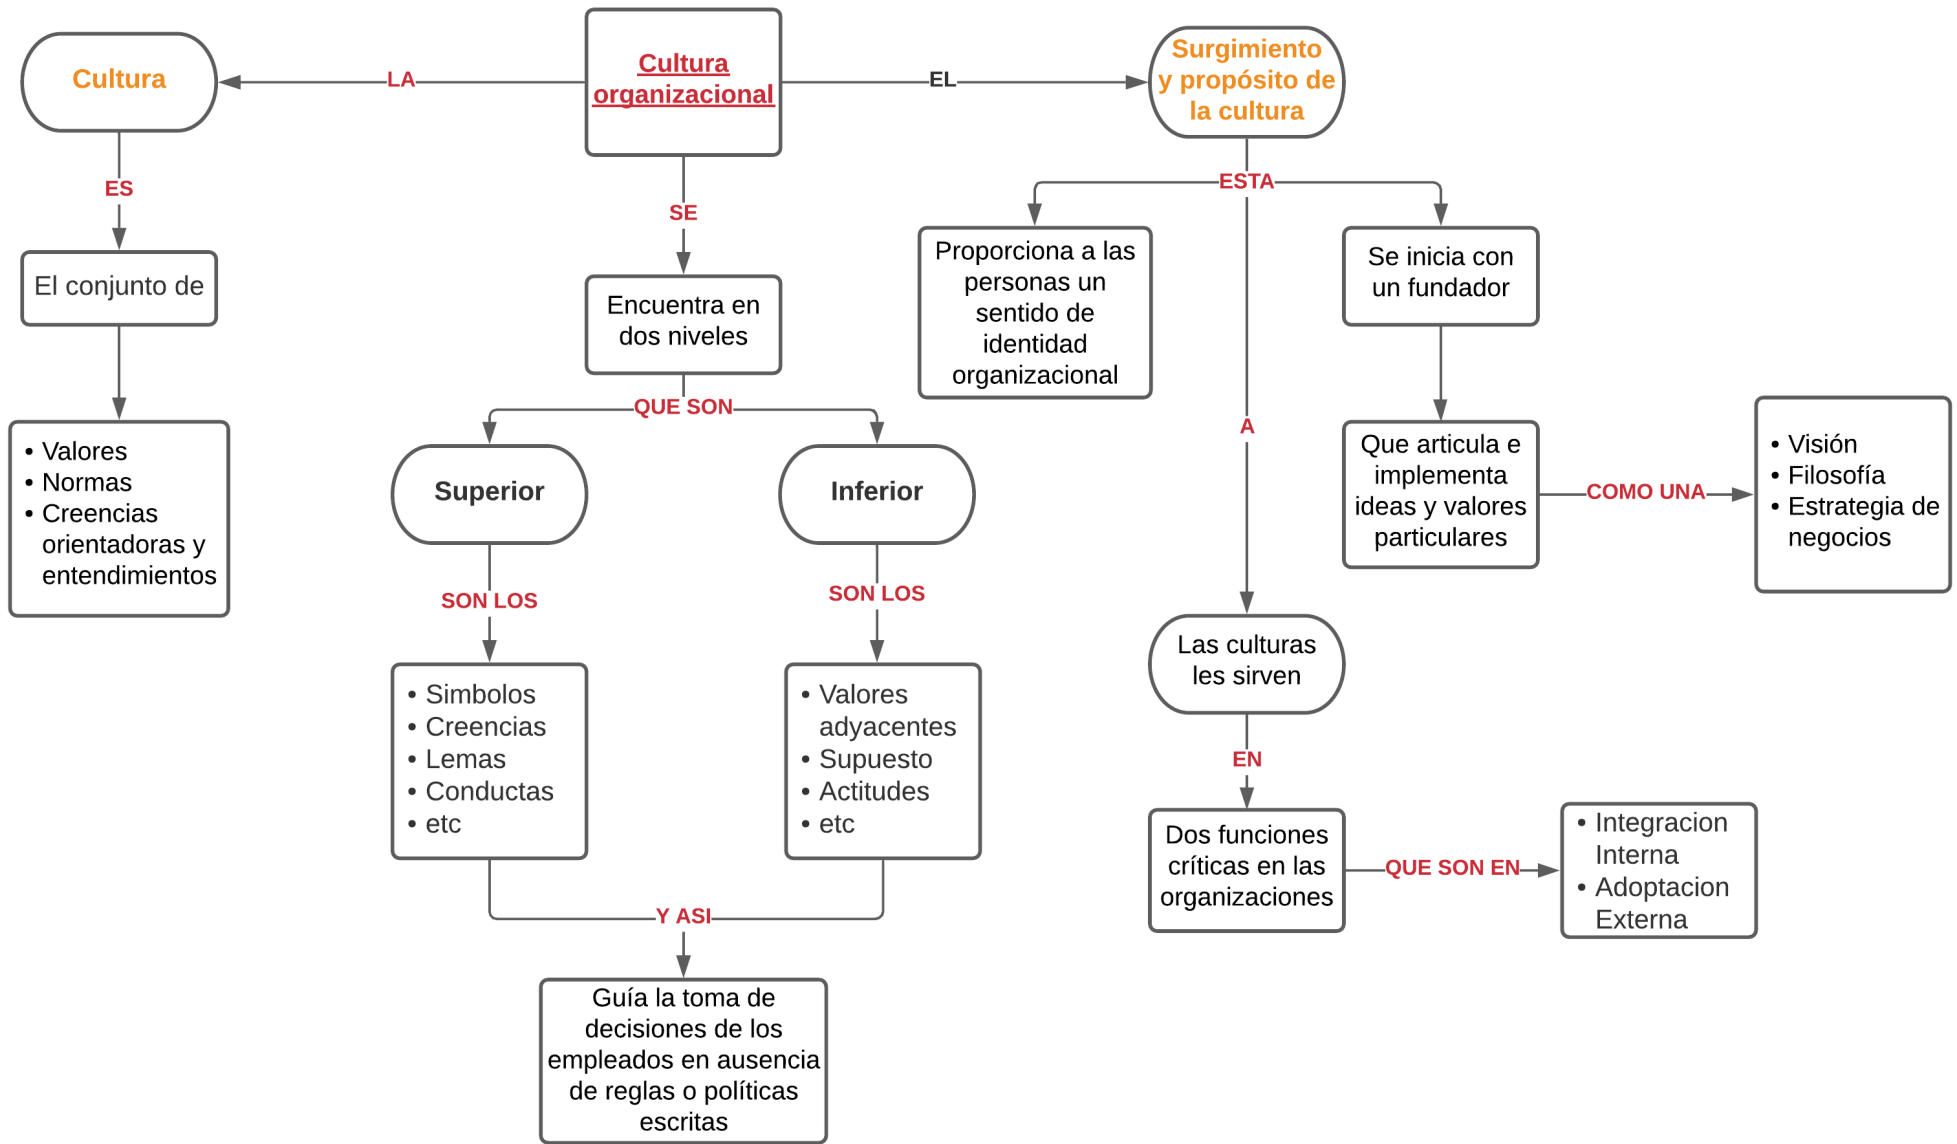 Cultura
organizacional
LA
Cultura
ES
El conjunto de
• Valores
• Normas
• Creencias
orientadoras y
entendimientos
SE
Encuentra en
dos niveles
QUE SON
Superior
SON LOS
• Simbolos
• Creencias
• Lemas
• Conductas
• etc
Inferior
SON LOS
• Valores
adyacentes
• Supuesto
• Actitudes
• etc
Y ASI
Guía la toma de
decisiones de los
empleados en ausencia
de reglas o políticas
escritas
EL
Surgimiento
y propósito de
la cultura
ESTA
Proporciona a las
personas un
sentido de
identidad
organizacional
A
Las culturas
les sirven
EN
Dos funciones
críticas en las
organizaciones
QUE SON EN
• Integracion
Interna
• Adoptacion
Externa
Se inicia con
un fundador
Que articula e
implementa
ideas y valores
particulares
COMO UNA
• Visión
• Filosofía
• Estrategia de
negocios